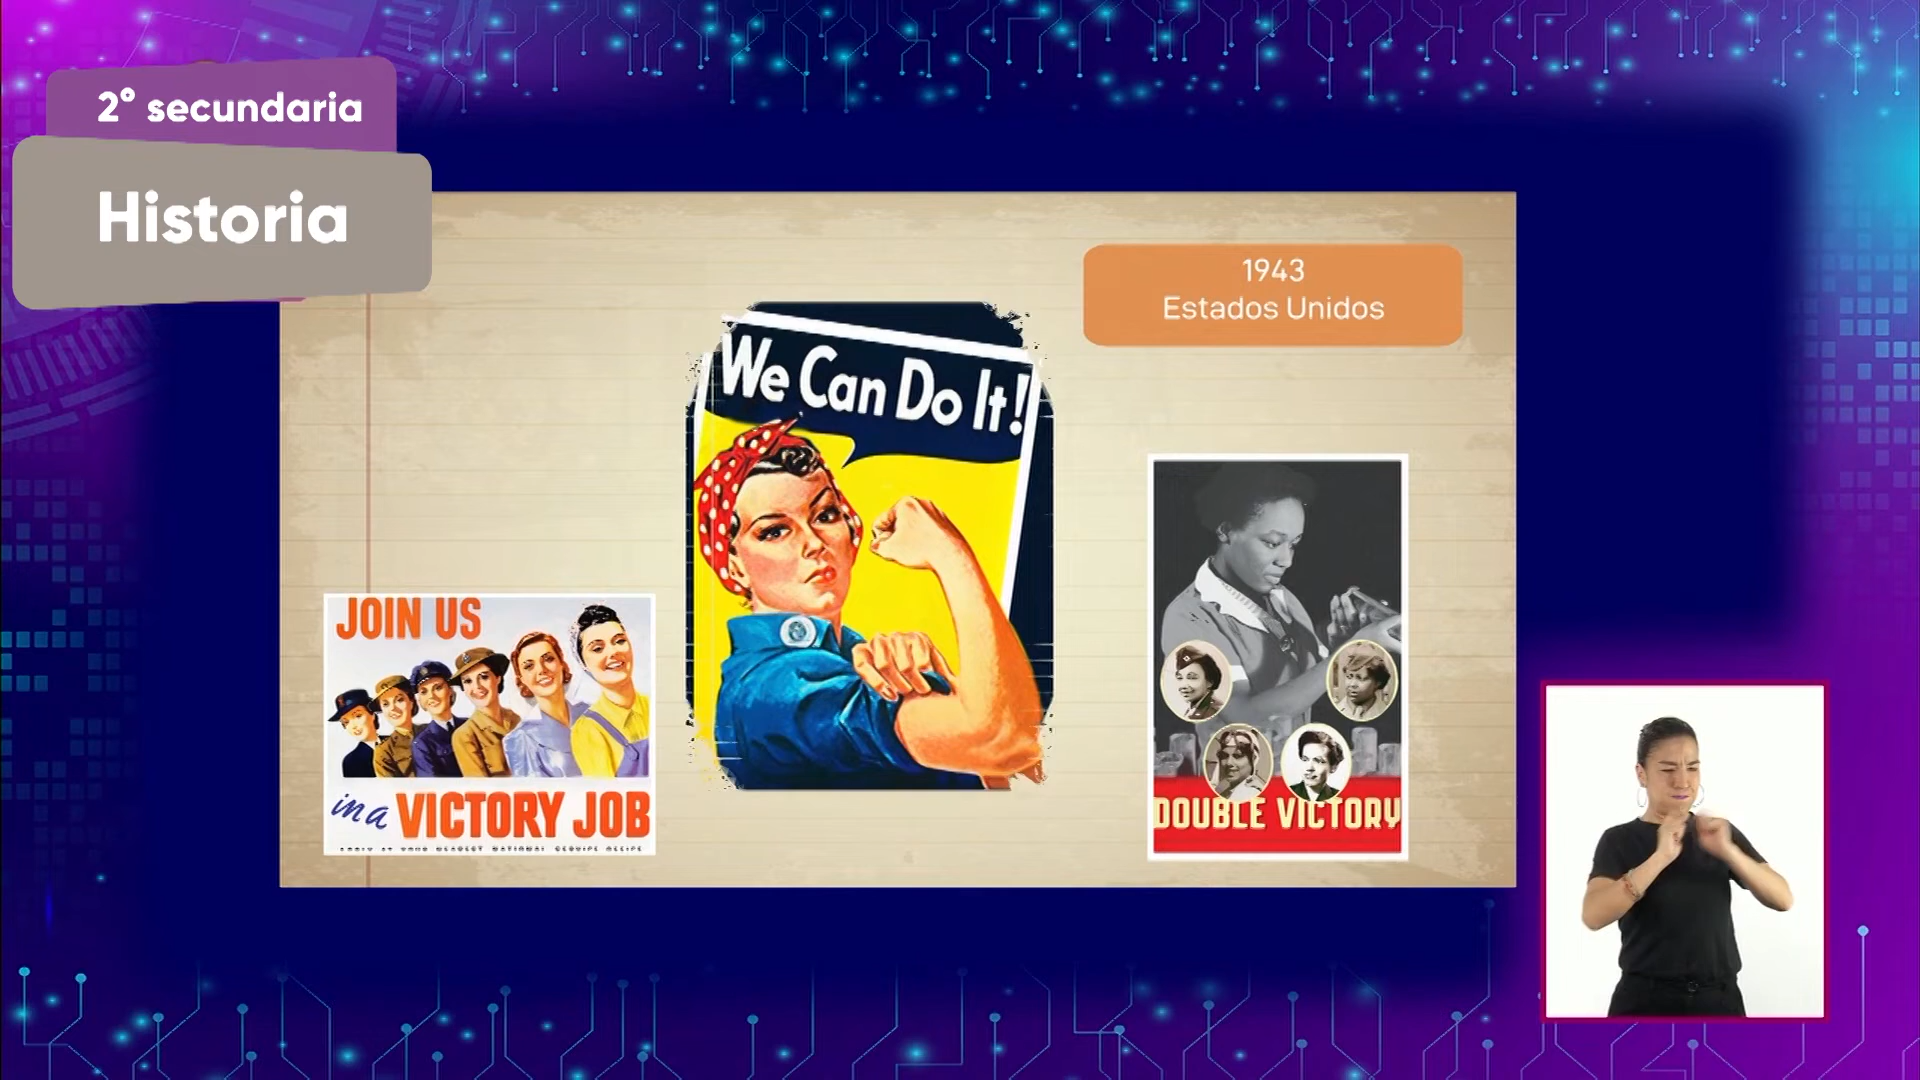 2° secundaria
Historia
1943
Estados Unidos
We Can Do It!
JOIN US
in a VICTORY JOB
DOUBLE VICTORY